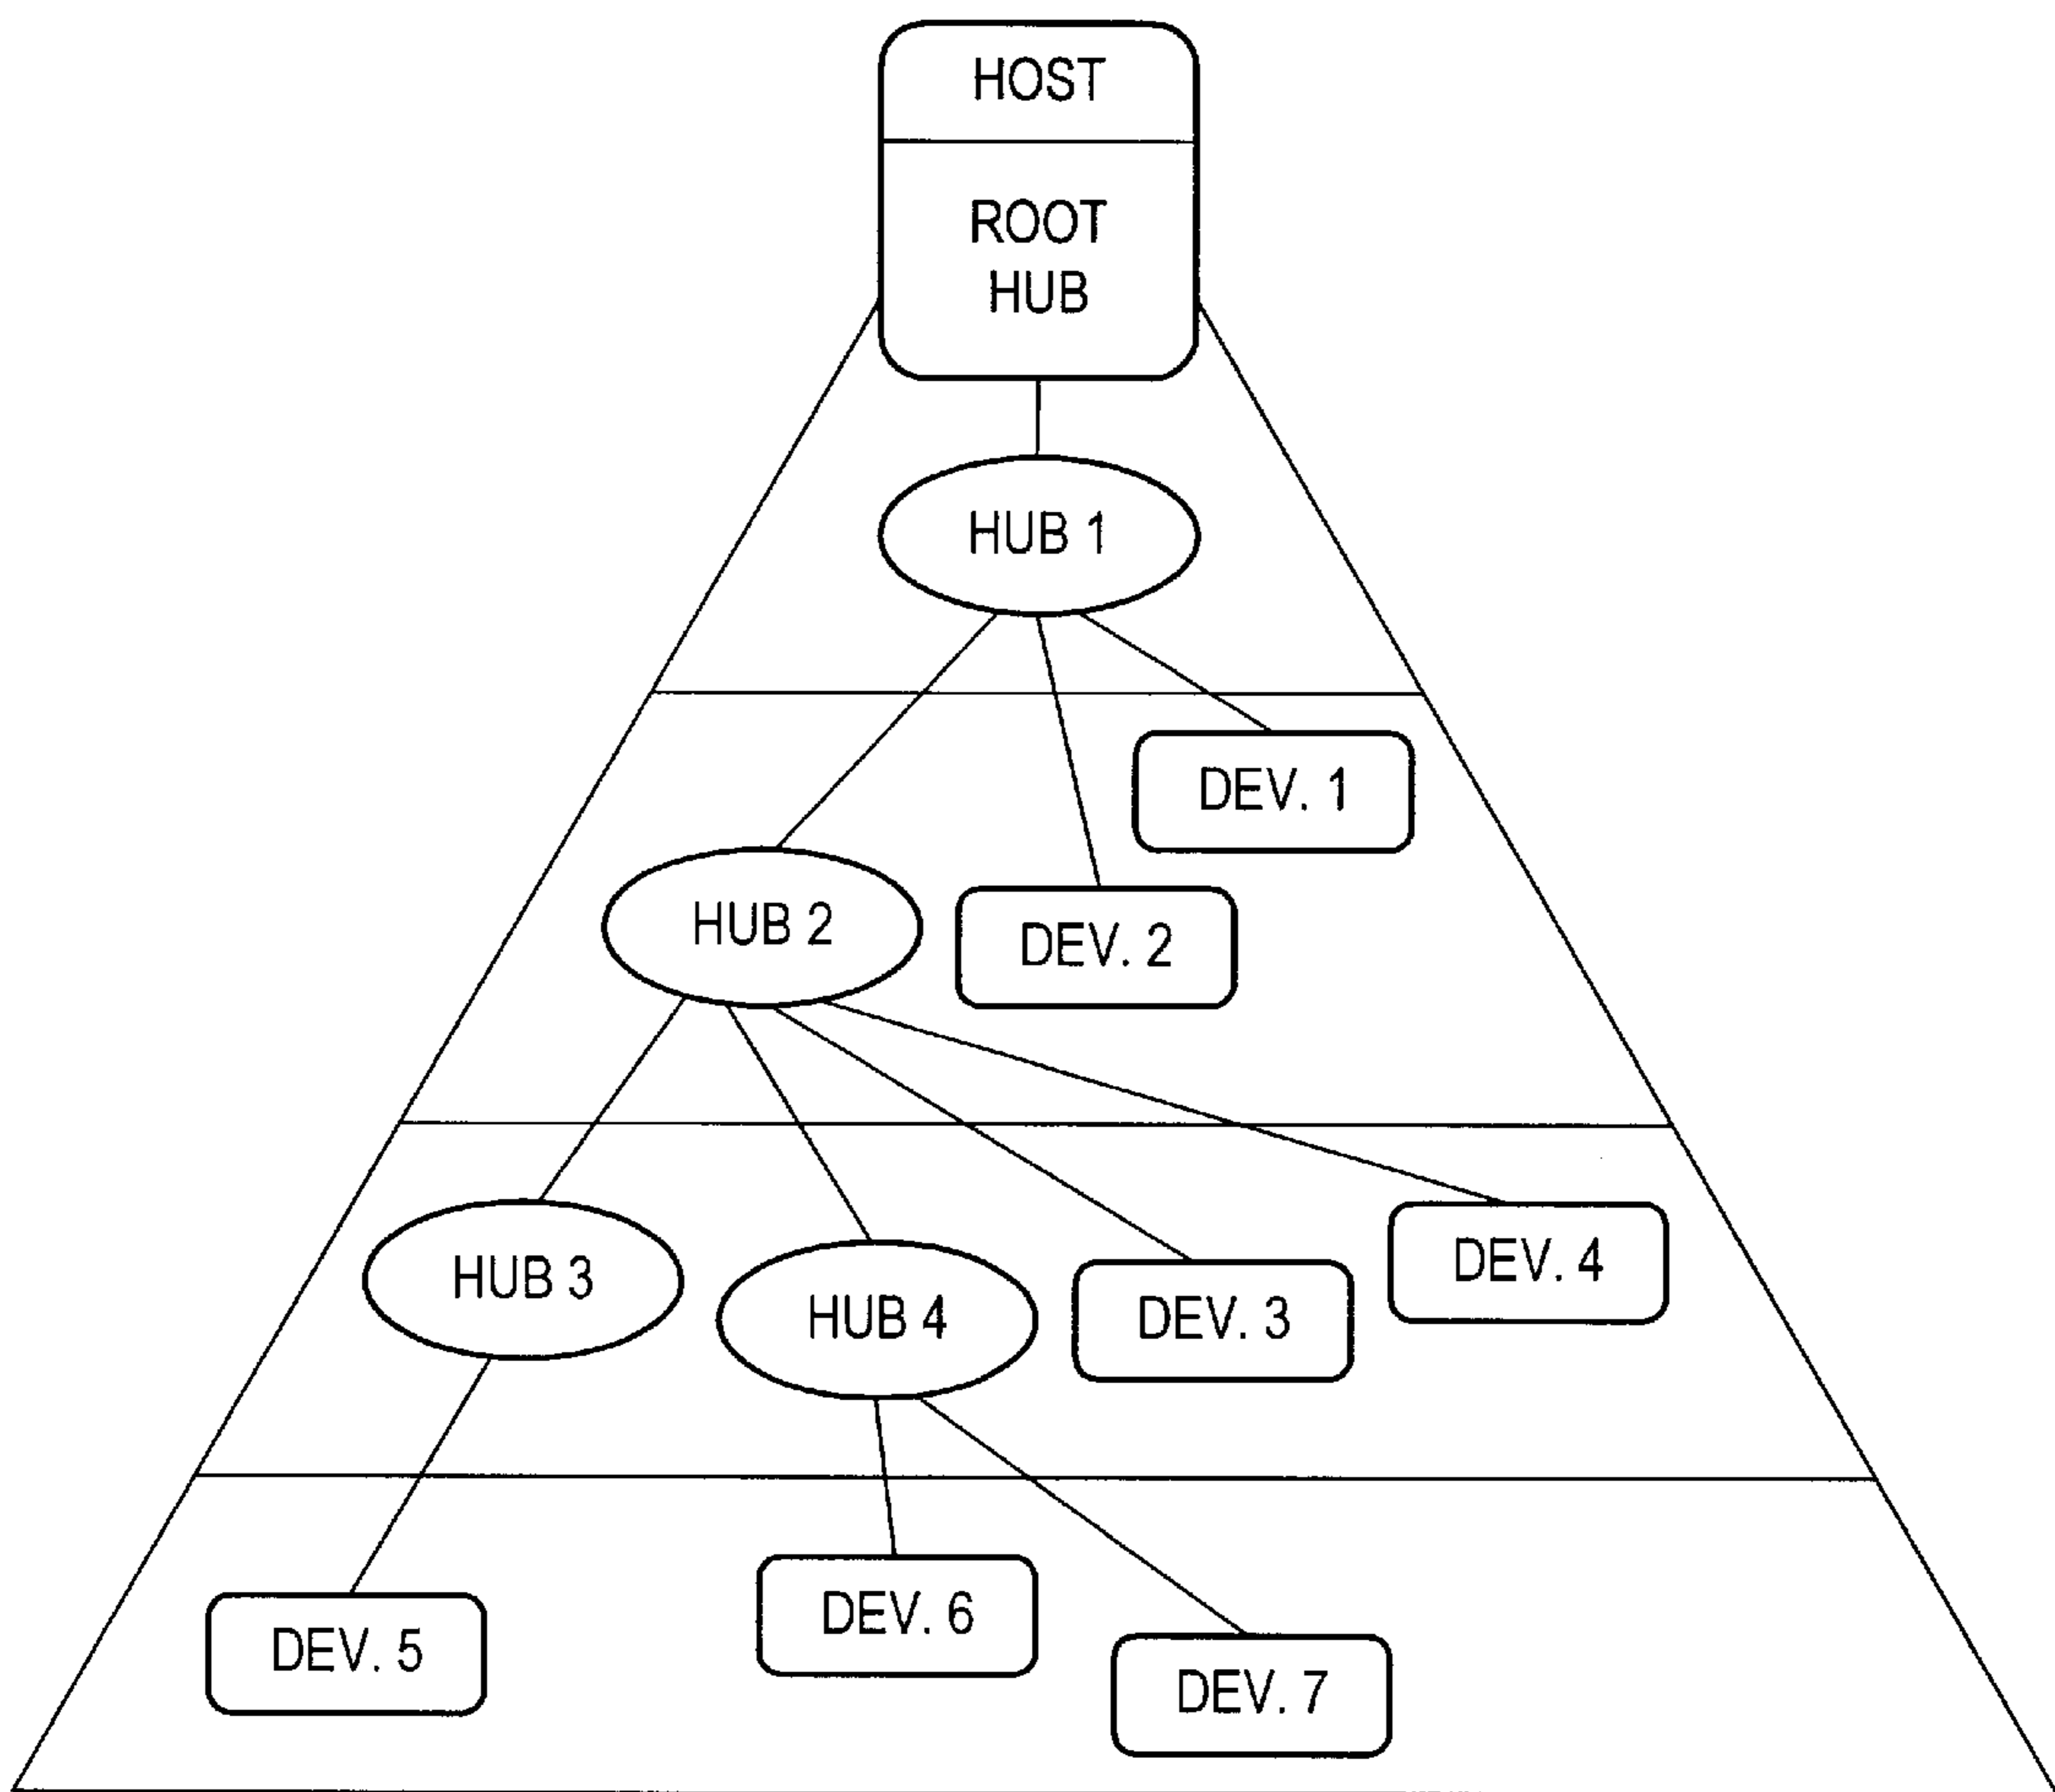 HOST
ROOT
HUB
HUB 1
DEV. 1
HUB 2
DEV. 2
HUB 3
HUB 4
DEV. 3
DEV. 4
DEV. 5
DEV. 6
DEV. 7